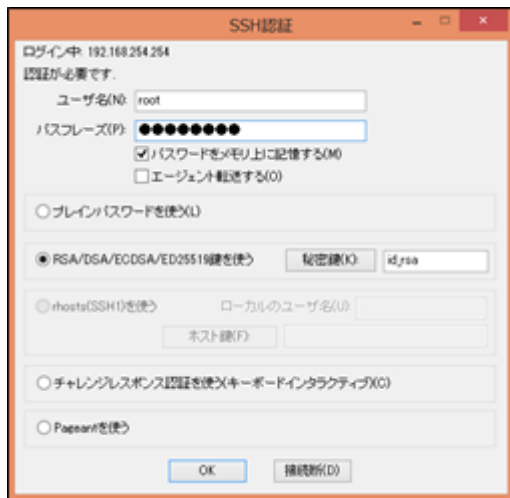 SSH認証
ログイン中: 192.168.254.254
認証が必要です.
ユーザ名(N): root
パスフレーズ(P): ●●●●●●●●
パスワードをメモリ上に記憶する(M)
エージェント転送する(O)
プレインパスワードを使う(L)
RSA/DSA/ECDSA/ED25519鍵を使う 秘密鍵(K): id_rsa
rhosts(SSH1)を使う ローカルのユーザ名(U):
ホスト鍵(F):
チャレンジレスポンス認証を使う(キーボードインタラクティブ)(C)
Pageantを使う
OK 接続断(D)